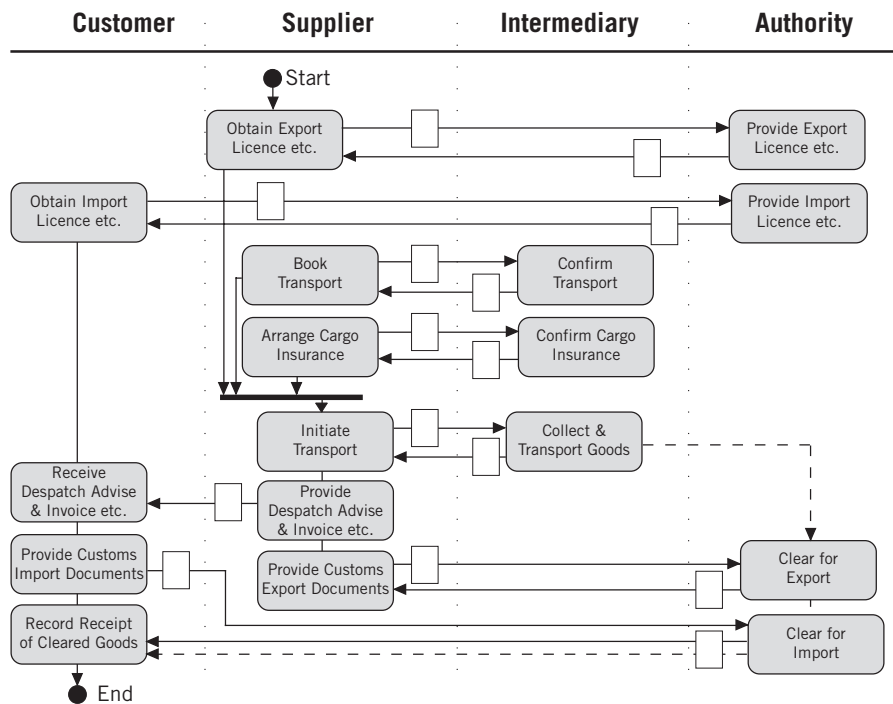 Customer
Supplier
Intermediary
Authority
Start
Obtain Export
Licence etc.
Provide Export
Licence etc.
Obtain Import
Licence etc.
Provide Import
Licence etc.
Book
Transport
Confirm
Transport
Arrange Cargo
Insurance
Confirm Cargo
Insurance
Initiate
Transport
Collect &
Transport Goods
Receive
Despatch Advise
& Invoice etc.
Provide
Despatch Advise
& Invoice etc.
Provide Customs
Import Documents
Provide Customs
Export Documents
Clear for
Export
Record Receipt
of Cleared Goods
Clear for
Import
End